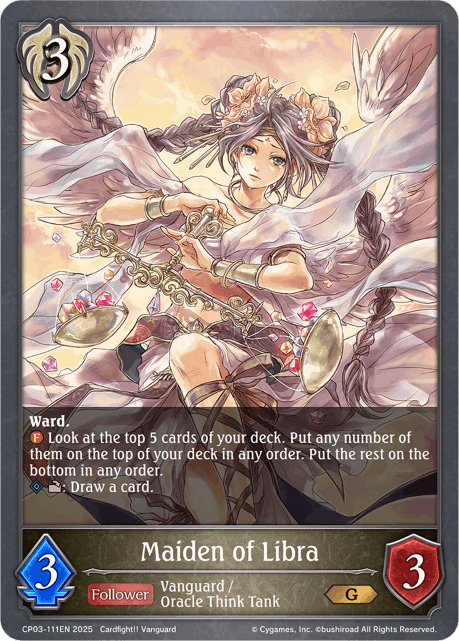 3
Ward.
F Look at the top 5 cards of your deck. Put any number of
them on the top of your deck in any order. Put the rest on the
bottom in any order.
: Draw a card.
Maiden of Libra
3
Follower
Vanguard /
Oracle Think Tank
G
3
CP03-111EN 2025 Cardfight!! Vanguard
© Cygames, Inc. ©bushiroad All Rights Reserved.